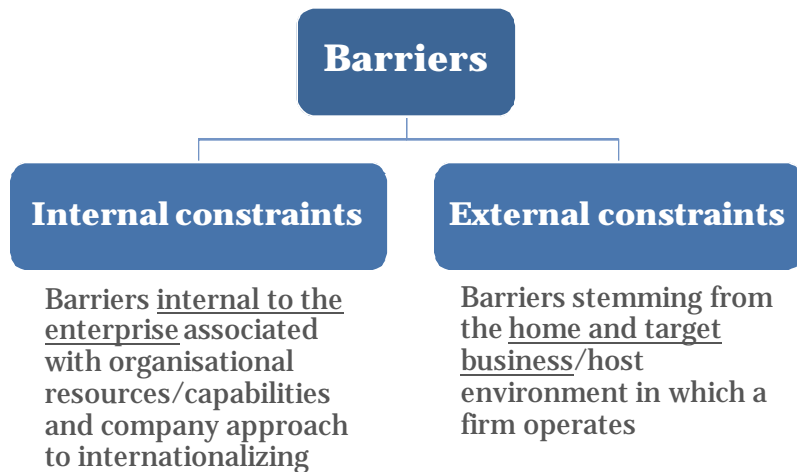 Barriers
Internal constraints
Barriers internal to the
enterprise associated
with organisational
resources/capabilities
and company approach
to internationalizing
External constraints
Barriers stemming from
the home and target
business/host
environment in which a
firm operates